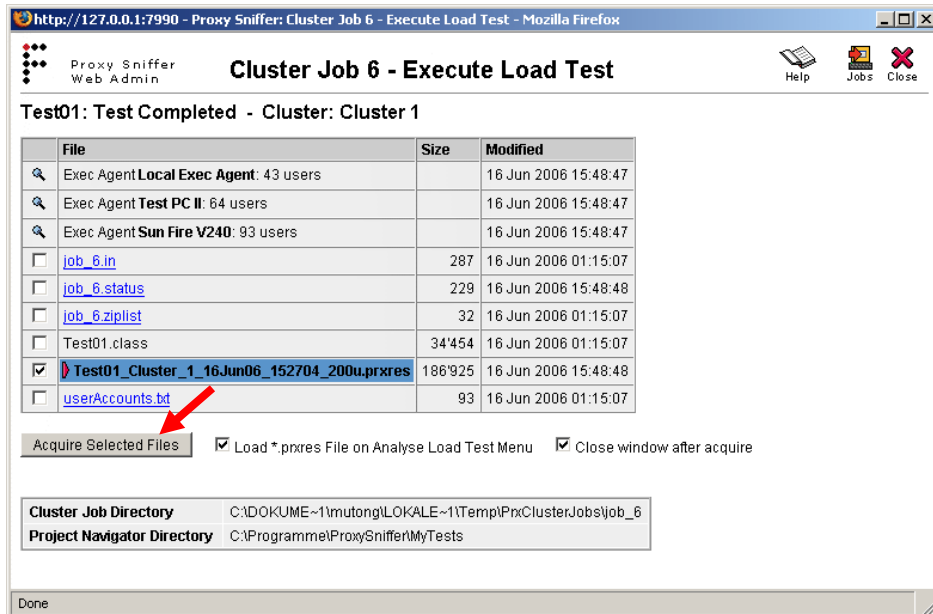 http://127.0.0.1:7990 - Proxy Sniffer: Cluster Job 6 - Execute Load Test - Mozilla Firefox
Proxy Sniffer
Web Admin
Cluster Job 6 - Execute Load Test
Help
Jobs
Close
Test01: Test Completed - Cluster: Cluster 1
File Size Modified
Exec Agent Local Exec Agent: 43 users 16 Jun 2006 15:48:47
Exec Agent Test PC II: 64 users 16 Jun 2006 15:48:47
Exec Agent Sun Fire V240: 93 users 16 Jun 2006 15:48:47
job_6.in 287 16 Jun 2006 01:15:07
job_6.status 229 16 Jun 2006 15:48:48
job_6.ziplist 32 16 Jun 2006 01:15:07
Test01.class 34'454 16 Jun 2006 01:15:07
Test01_Cluster_1_16Jun06_152704_200u.prxres 186'925 16 Jun 2006 15:48:48
userAccounts.txt 93 16 Jun 2006 01:15:07
Acquire Selected Files Load *.prxres File on Analyse Load Test Menu Close window after acquire
Cluster Job Directory C:\DOKUME~1\mutong\LOKALE~1\Temp\PrxClusterJobs\job_6
Project Navigator Directory C:\Programme\ProxySniffer\MyTests
Done